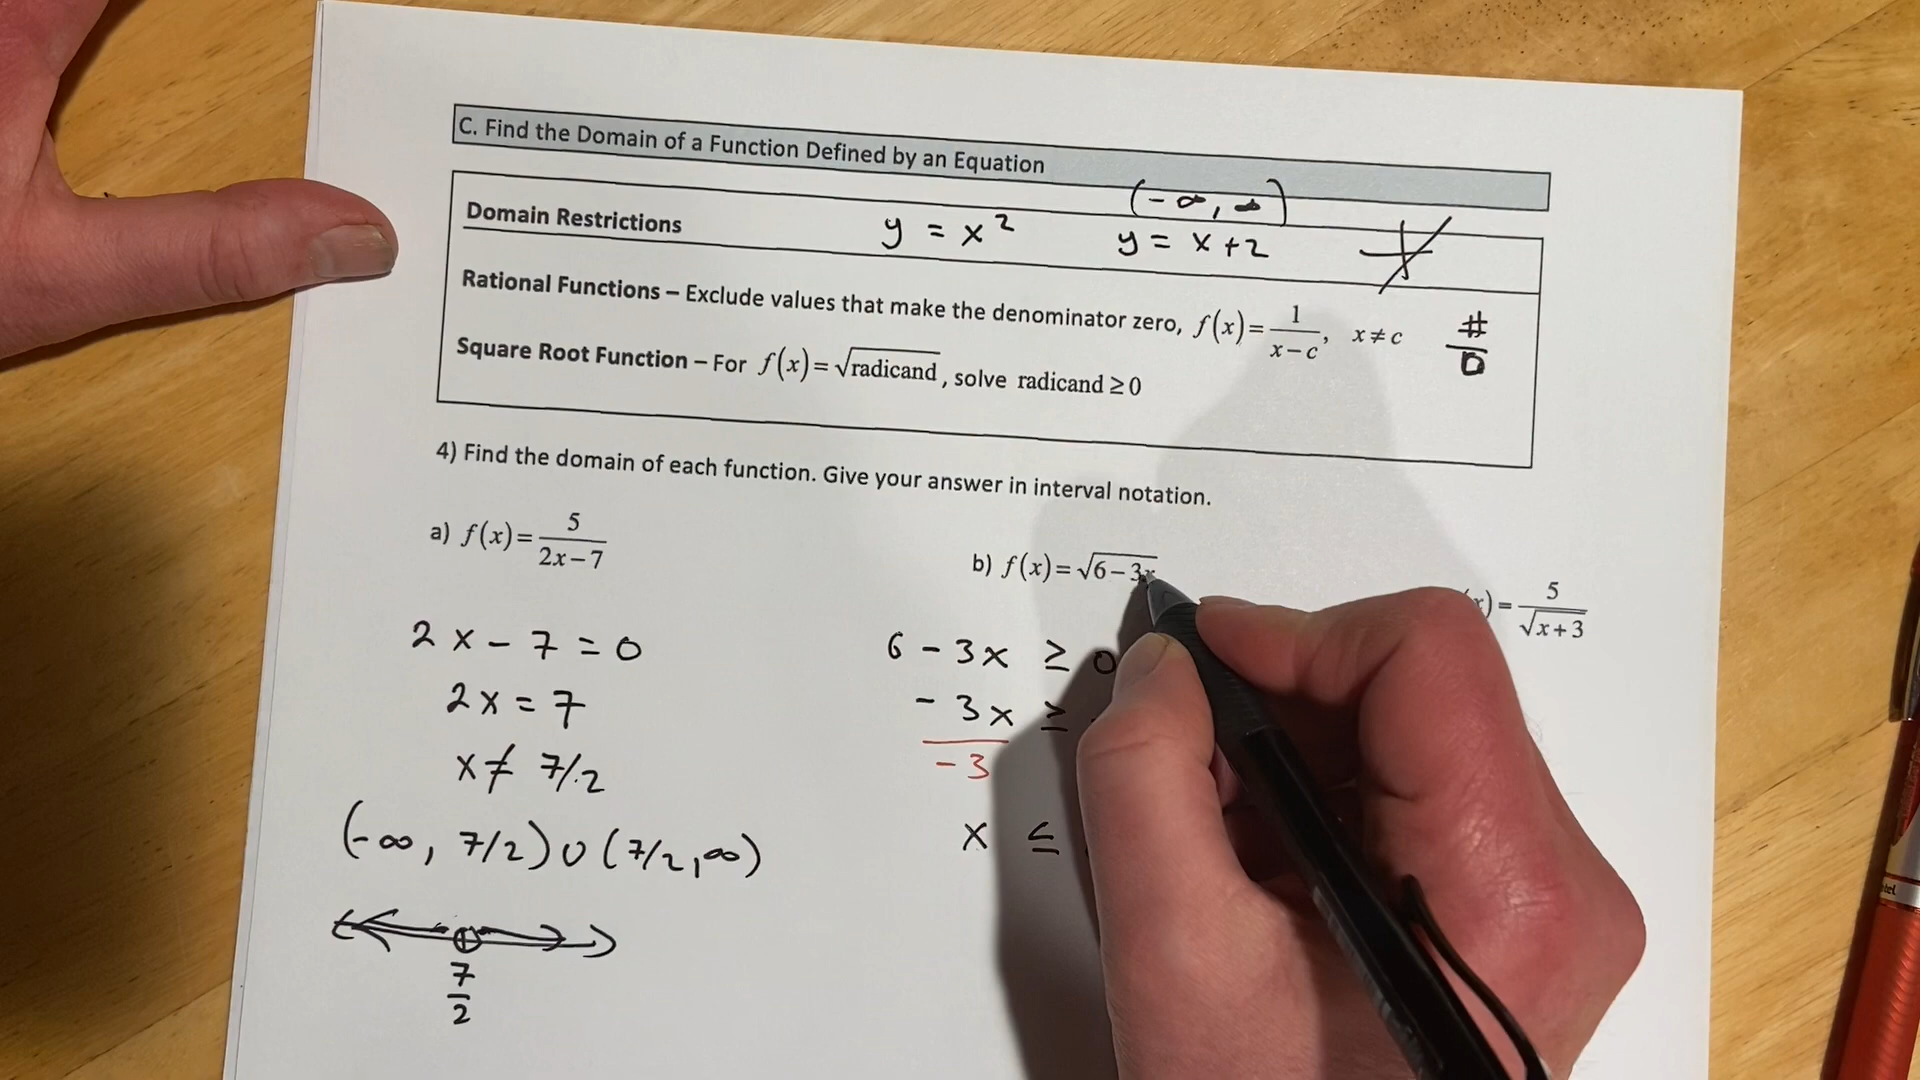 C. Find the Domain of a Function Defined by an Equation
(-∞, ∞)
Domain Restrictions y = x² y = x+2
Rational Functions – Exclude values that make the denominator zero, f(x)=1/(x−c), x≠c #/0
Square Root Function – For f(x)=√radicand, solve radicand ≥0
4) Find the domain of each function. Give your answer in interval notation.
a) f(x)=5/(2x−7)
b) f(x)=√(6−3x)
x)=5/√(x+3)
2x - 7 = 0
2x = 7
x ≠ 7/2
(-∞, 7/2) ∪ (7/2, ∞)
7/2
6 - 3x ≥ 0
- 3x ≥
-3
x ≤